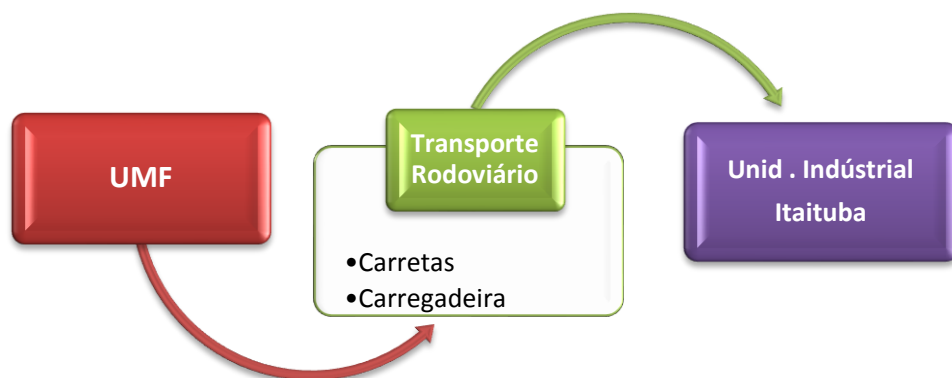 UMF
Transporte
Rodoviário
•Carretas
•Carregadeira
Unid . Indústrial
Itaituba